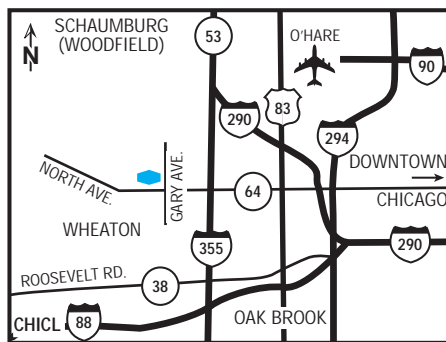 SCHAUMBURG
(WOODFIELD)
53
O'HARE
N
90
290
83
294
DOWNTOWN
NORTH AVE.
GARY AVE.
64
CHICAGO
WHEATON
355
290
ROOSEVELT RD.
38
CHICL
88
OAK BROOK